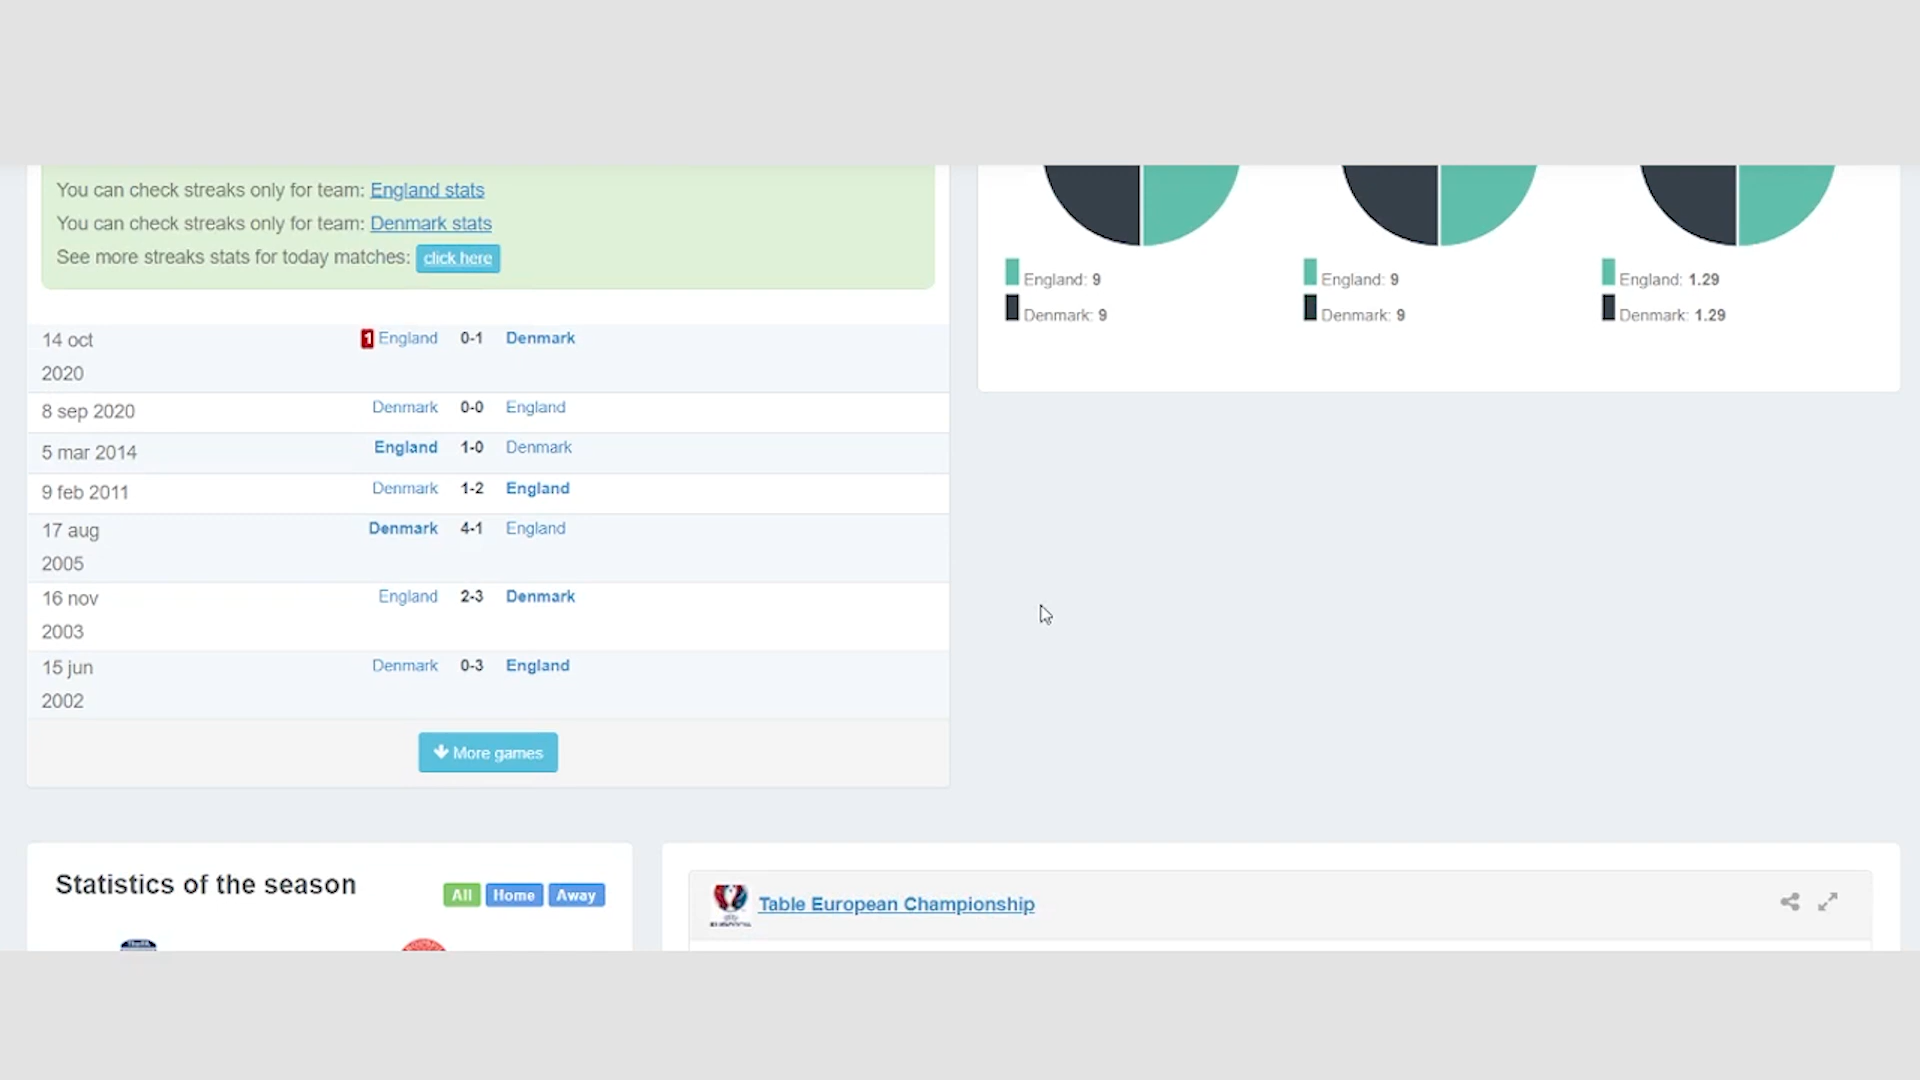 You can check streaks only for team: England stats
You can check streaks only for team: Denmark stats
See more streaks stats for today matches: click here
14 oct 2020 1 England 0-1 Denmark
8 sep 2020 Denmark 0-0 England
5 mar 2014 England 1-0 Denmark
9 feb 2011 Denmark 1-2 England
17 aug 2005 Denmark 4-1 England
16 nov 2003 England 2-3 Denmark
15 jun 2002 Denmark 0-3 England
More games
England: 9
Denmark: 9
England: 9
Denmark: 9
England: 1.29
Denmark: 1.29
Statistics of the season
All Home Away
Table European Championship